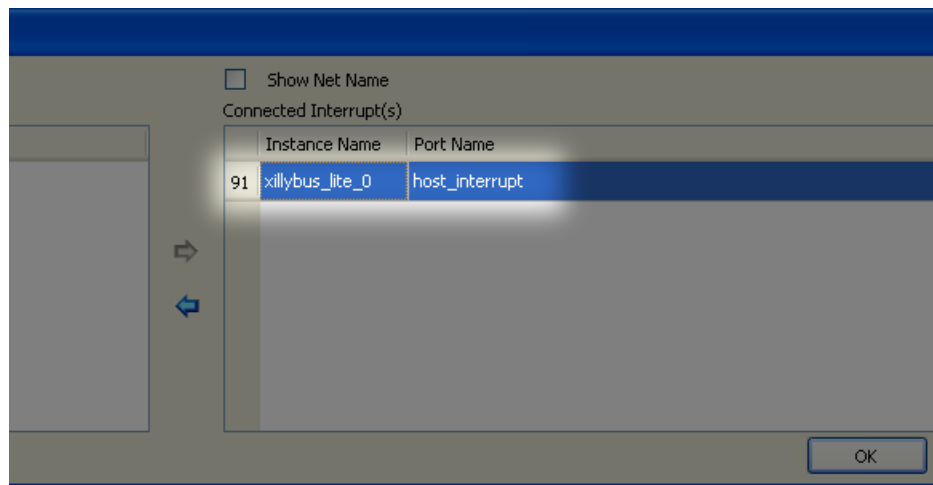 Show Net Name
Connected Interrupt(s)
Instance Name Port Name
91 xillybus_lite_0 host_interrupt
OK